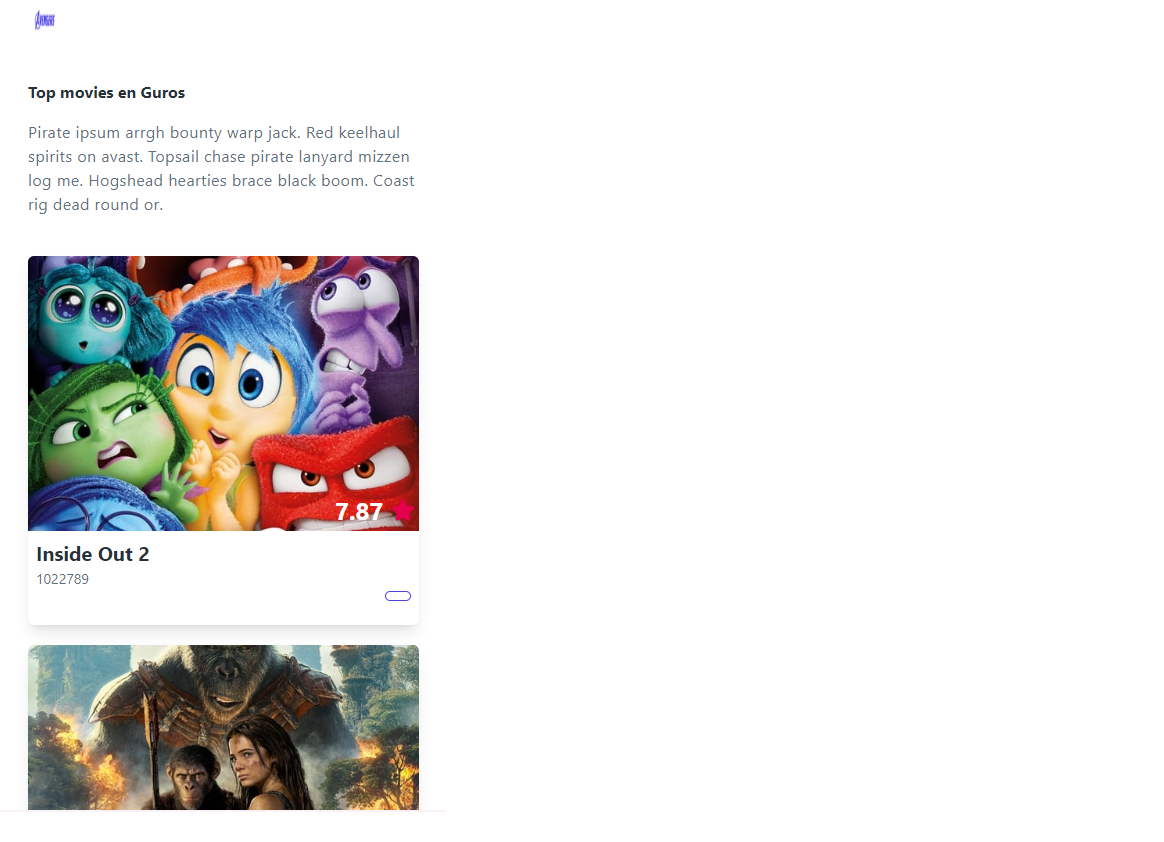 AVENGERS
Top movies en Guros
Pirate ipsum arrgh bounty warp jack. Red keelhaul
spirits on avast. Topsail chase pirate lanyard mizzen
log me. Hogshead hearties brace black boom. Coast
rig dead round or.
7.87
Inside Out 2
1022789